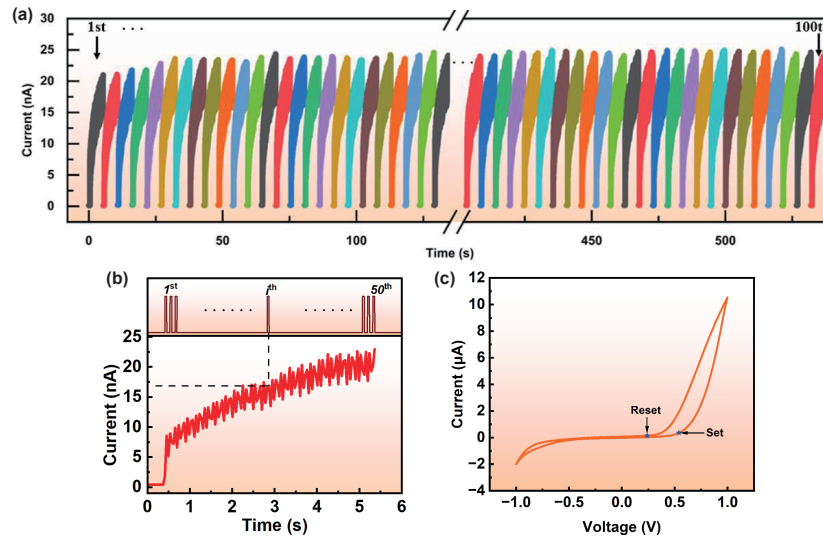 (a)
30
25
20
15
10
5
0
Current (nA)
1st ...
...
100t
0 50 100 450 500
Time (s)
(b)
1st ith 50th
...... ......
25
20
15
10
5
0
Current (nA)
0 1 2 3 4 5 6
Time (s)
(c)
12
10
8
6
4
2
0
−2
−4
Current (µA)
Reset
Set
−1.0 −0.5 0.0 0.5 1.0
Voltage (V)